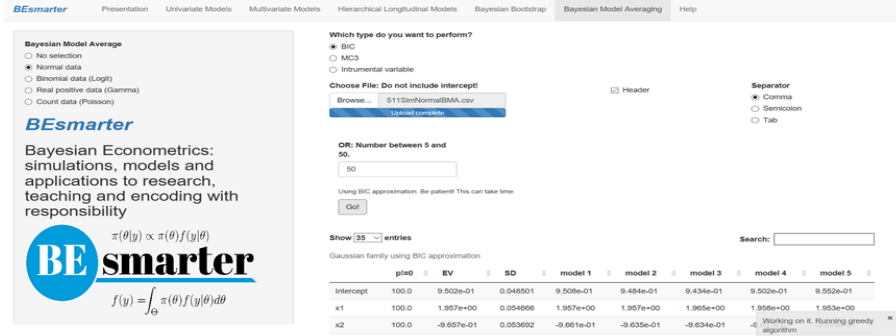 BEsmarter Presentation Univariate Models Multivariate Models Hierarchical Longitudinal Models Bayesian Bootstrap Bayesian Model Averaging Help
Bayesian Model Average
No selection
Normal data
Binomial data (Logit)
Real positive data (Gamma)
Count data (Poisson)
BEsmarter
Bayesian Econometrics:
simulations, models and
applications to research,
teaching and encoding with
responsibility
π(θ|y) ∝ π(θ)f(y|θ)
BE smarter
f(y) = ∫_Θ π(θ)f(y|θ)dθ
Which type do you want to perform?
BIC
MC3
Intrumental variable
Choose File: Do not include intercept!
Browse... 511SimNormalBMA.csv
Upload complete
Header
Separator
Comma
Semicolon
Tab
OR: Number between 5 and
50.
50
Using BIC approximation: Be patient! This can take time.
Go!
Show 35 entries
Search:
Gaussian family using BIC approximation
p!=0 EV SD model 1 model 2 model 3 model 4 model 5
Intercept 100.0 9.502e-01 0.048501 9.508e-01 9.484e-01 9.434e-01 9.502e-01 9.552e-01
x1 100.0 1.957e+00 0.054666 1.957e+00 1.957e+00 1.965e+00 1.958e+00 1.953e+00
x2 100.0 -9.657e-01 0.053692 -9.661e-01 -9.635e-01 -9.634e-01
Working on it. Running greedy
algorithm